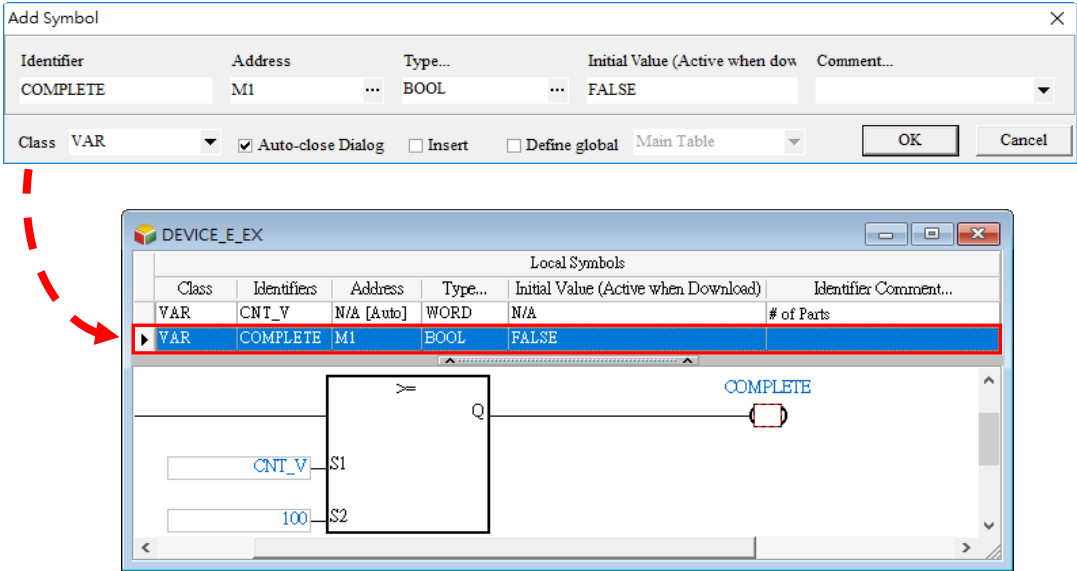 Add Symbol
Identifier Address Type... Initial Value (Active when dow Comment...
COMPLETE M1 ... BOOL ... FALSE
Class VAR Auto-close Dialog Insert Define global Main Table OK Cancel
DEVICE_E_EX
Local Symbols
Class Identifiers Address Type... Initial Value (Active when Download) Identifier Comment...
VAR CNT_V N/A [Auto] WORD N/A # of Parts
VAR COMPLETE M1 BOOL FALSE
>= COMPLETE
Q
CNT_V S1
100 S2